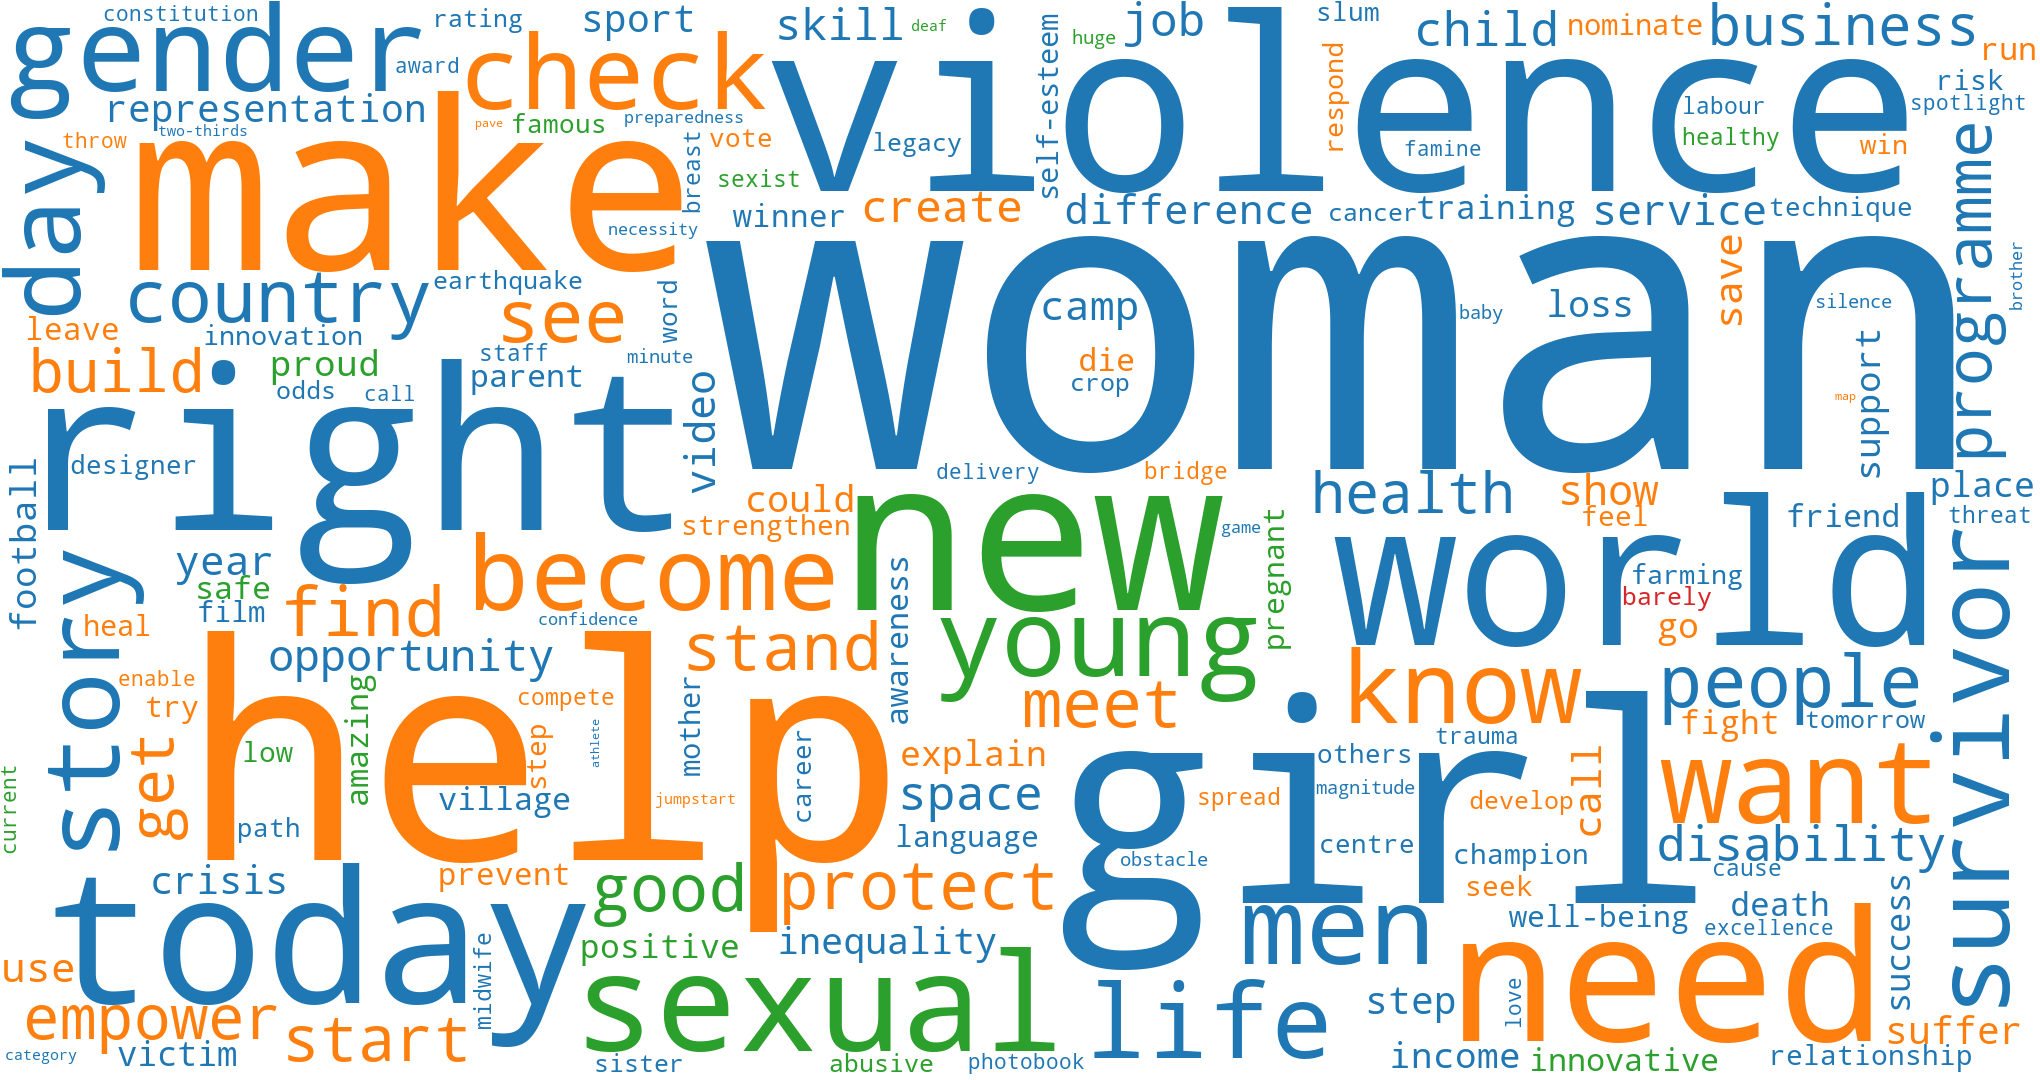 constitution
rating
sport
skill
deaf
huge
job
slum
child
nominate
business
run
gender
award
check
violence
self-esteem
respond
risk
labour
spotlight
representation
two-thirds
pave
famous
preparedness
throw
vote
legacy
famine
healthy
win
day
make
breast
sexist
necessity
winner
create
difference
cancer
training
service
technique
programme
country
earthquake
see
word
woman
camp
baby
loss
save
silence
brother
leave
innovation
build
proud
staff
parent
minute
odds
call
die
crop
map
support
right
video
designer
football
delivery
bridge
health
show
place
could
new
strengthen
feel
friend
threat
game
pregnant
world
year
safe
film
become
find
farming
barely
go
heal
story
confidence
stand
awareness
young
survivor
opportunity
know
people
enable
try
amazing
help
compete
mother
meet
fight
tomorrow
get
low
step
athlete
career
explain
girl
others
trauma
call
want
current
path
village
jumpstart
space
spread
magnitude
develop
language
centre
champion
disability
obstacle
cause
crisis
prevent
good
protect
seek
today
men
well-being
death
excellence
success
use
midwife
positive
inequality
need
sexual
life
step
love
empower
start
suffer
category
victim
sister
abusive
photobook
income
innovative
relationship